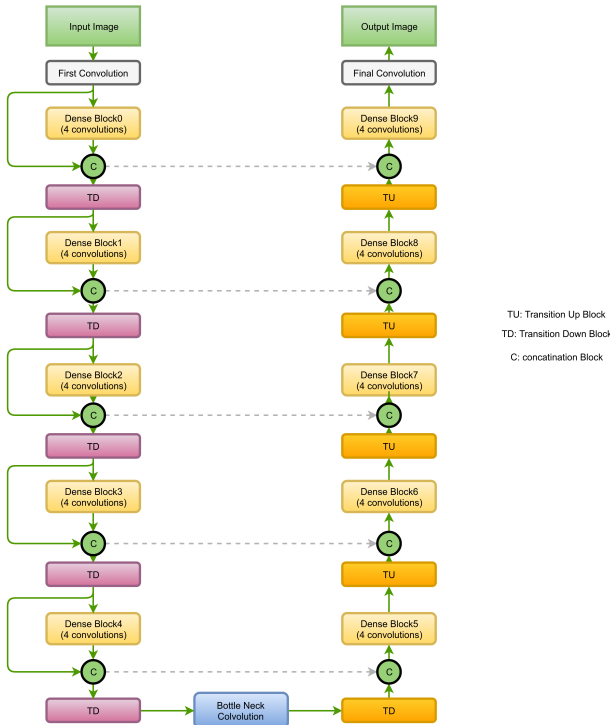 Input Image
First Convolution
Dense Block0
(4 convolutions)
C
TD
Dense Block1
(4 convolutions)
C
TD
Dense Block2
(4 convolutions)
C
TD
Dense Block3
(4 convolutions)
C
TD
Dense Block4
(4 convolutions)
C
TD
Bottle Neck
Colvolution
Output Image
Final Convolution
Dense Block9
(4 convolutions)
C
TU
Dense Block8
(4 convolutions)
C
TU
Dense Block7
(4 convolutions)
C
TU
Dense Block6
(4 convolutions)
C
TU
Dense Block5
(4 convolutions)
C
TD
TU: Transition Up Block
TD: Transition Down Block
C: concatination Block